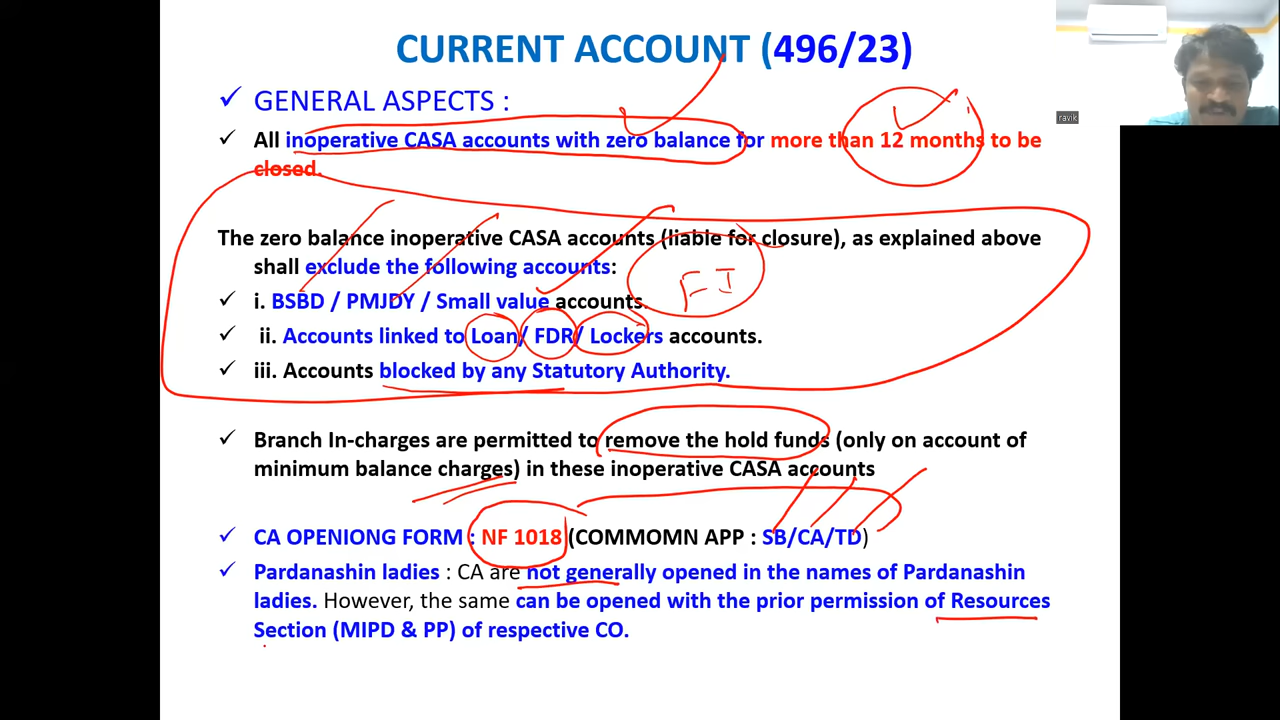 CURRENT ACCOUNT (496/23)
✓ GENERAL ASPECTS :
✓ All inoperative CASA accounts with zero balance for more than 12 months to be
closed.
The zero balance inoperative CASA accounts (liable for closure), as explained above
shall exclude the following accounts:
FI
✓ i. BSBD / PMJDY / Small value accounts.
✓ ii. Accounts linked to Loan/ FDR/ Lockers accounts.
✓ iii. Accounts blocked by any Statutory Authority.
✓ Branch In-charges are permitted to remove the hold funds (only on account of
minimum balance charges) in these inoperative CASA accounts
✓ CA OPENIONG FORM : NF 1018 (COMMOMN APP : SB/CA/TD)
✓ Pardanashin ladies : CA are not generally opened in the names of Pardanashin
ladies. However, the same can be opened with the prior permission of Resources
Section (MIPD & PP) of respective CO.
ravik